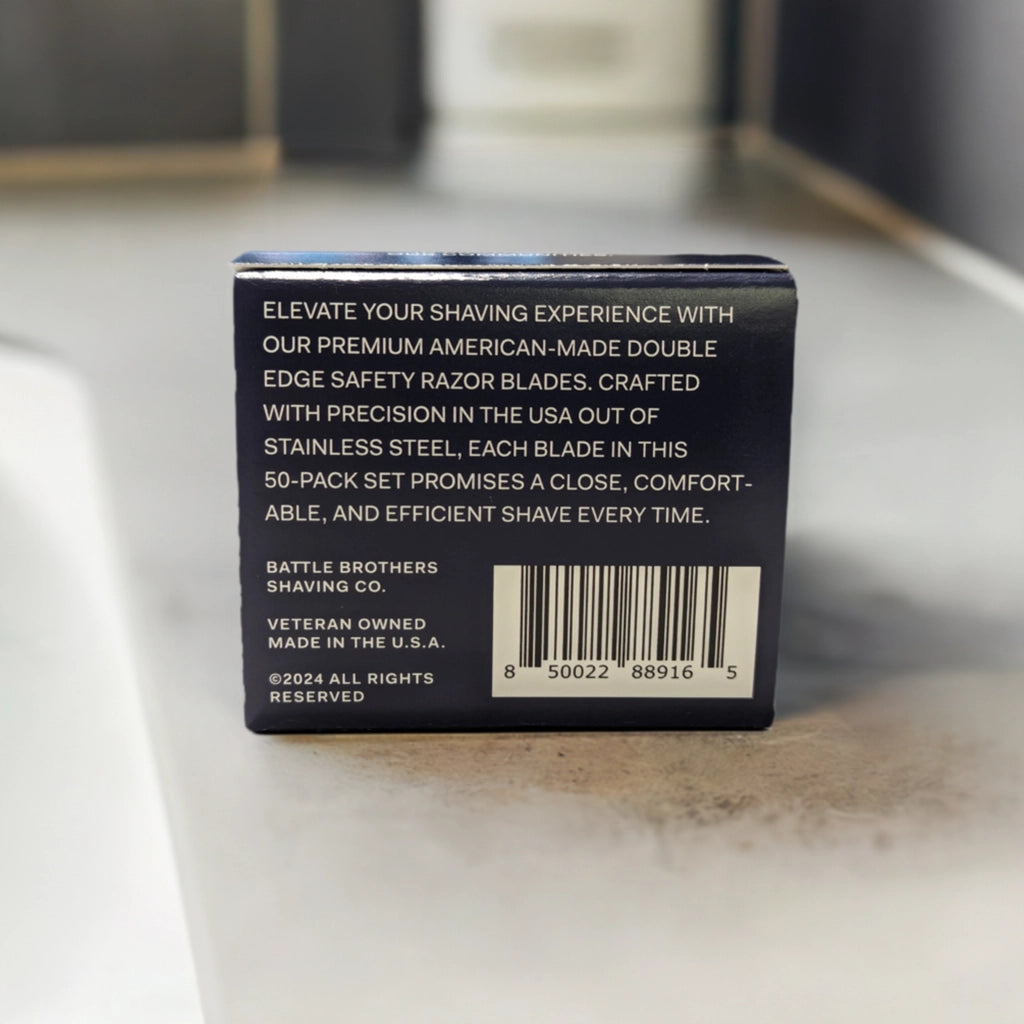 ELEVATE YOUR SHAVING EXPERIENCE WITH
OUR PREMIUM AMERICAN-MADE DOUBLE
EDGE SAFETY RAZOR BLADES. CRAFTED
WITH PRECISION IN THE USA OUT OF
STAINLESS STEEL, EACH BLADE IN THIS
50-PACK SET PROMISES A CLOSE, COMFORT-
ABLE, AND EFFICIENT SHAVE EVERY TIME.
BATTLE BROTHERS
SHAVING CO.
VETERAN OWNED
MADE IN THE U.S.A.
©2024 ALL RIGHTS
RESERVED
8 50022 88916 5